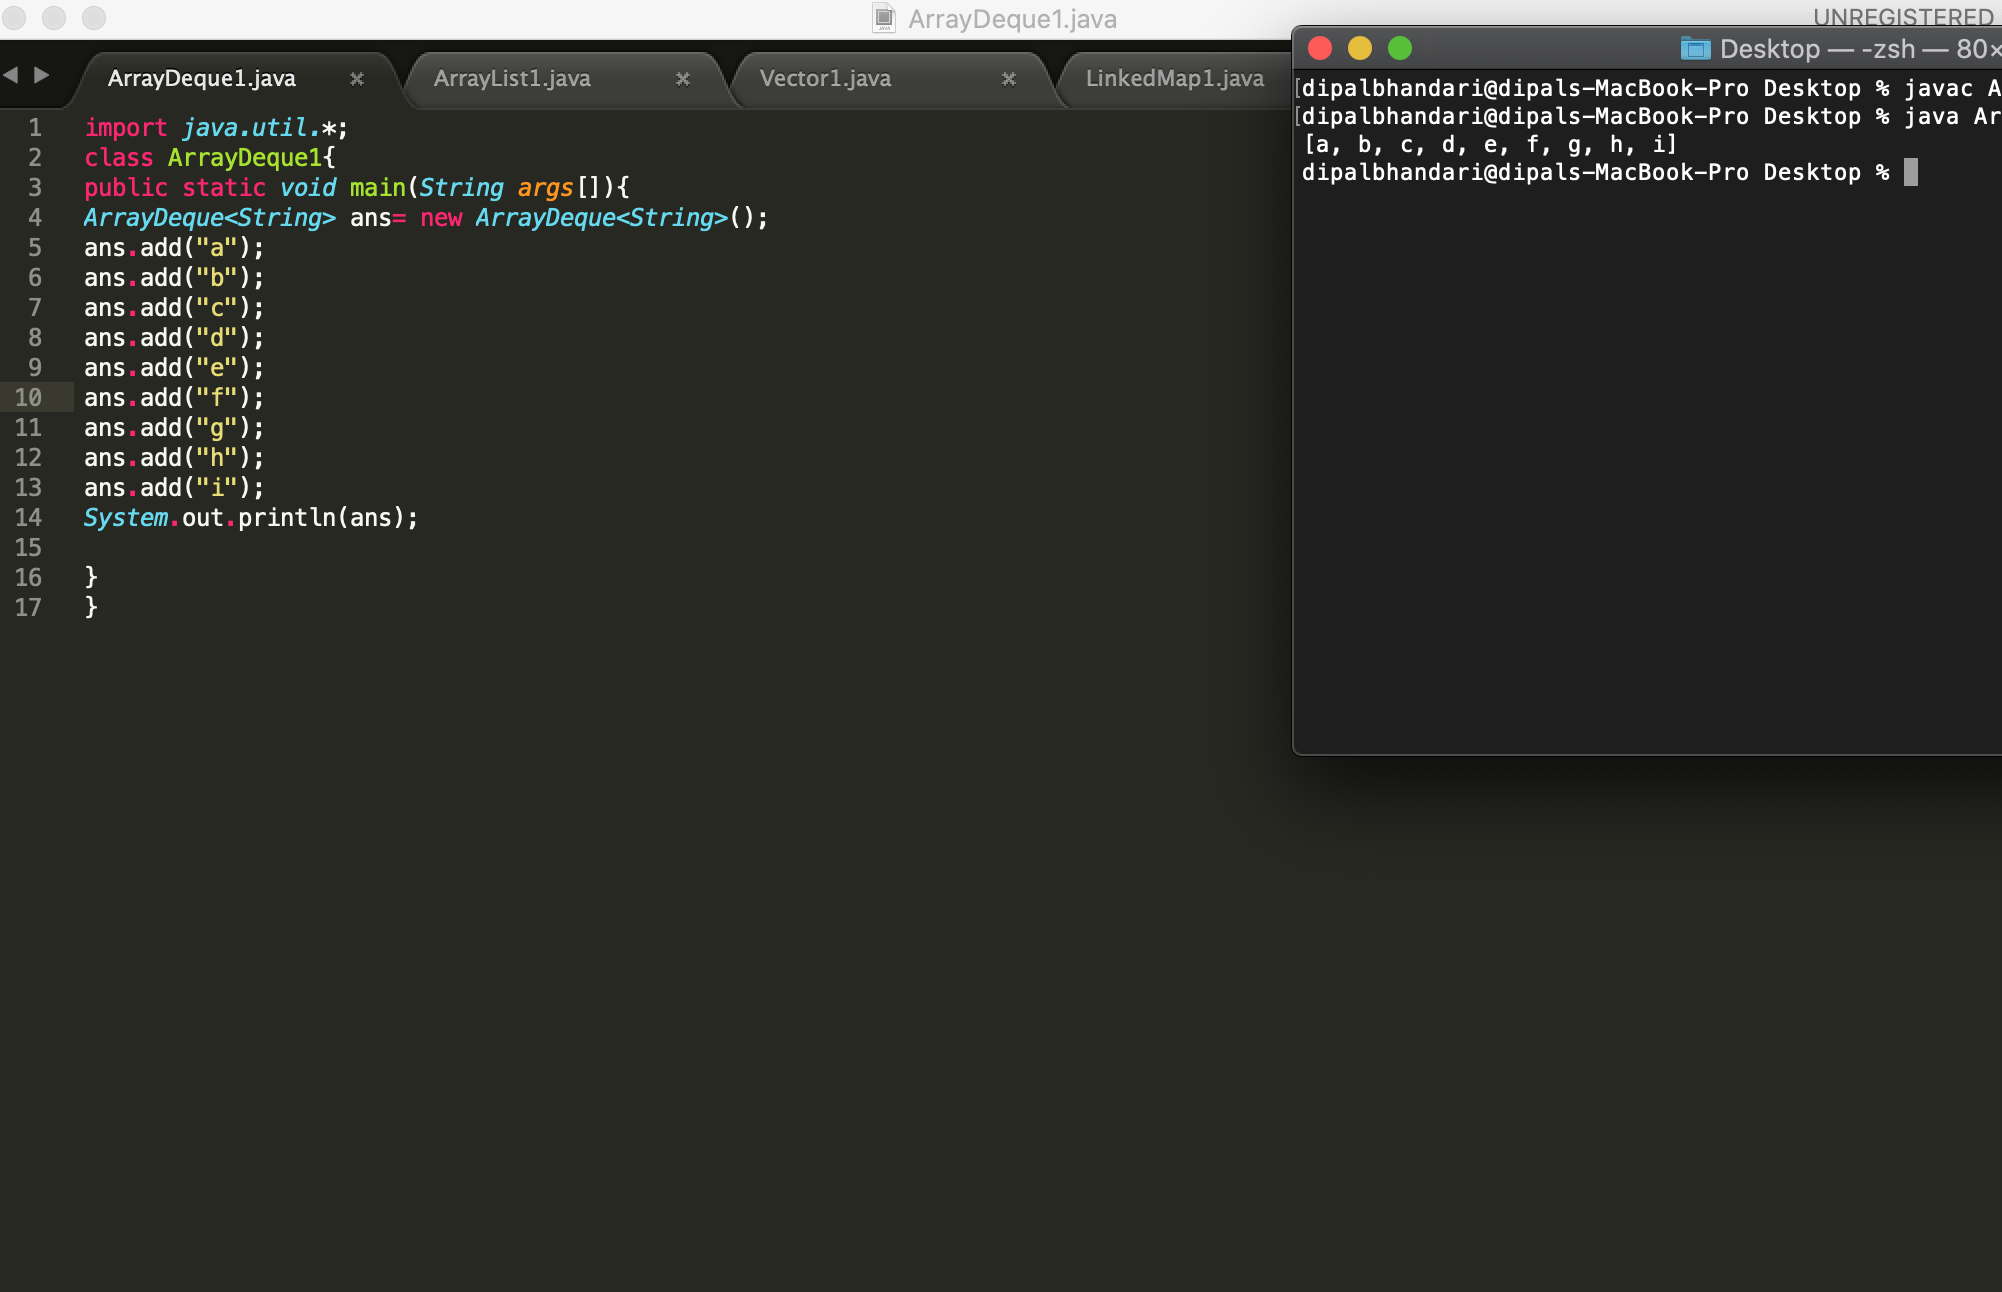 ArrayDeque1.java
UNREGISTERED
ArrayDeque1.java
ArrayList1.java
Vector1.java
LinkedMap1.java
1 import java.util.*;
2 class ArrayDeque1{
3 public static void main(String args[]){
4 ArrayDeque<String> ans= new ArrayDeque<String>();
5 ans.add("a");
6 ans.add("b");
7 ans.add("c");
8 ans.add("d");
9 ans.add("e");
10 ans.add("f");
11 ans.add("g");
12 ans.add("h");
13 ans.add("i");
14 System.out.println(ans);
15
16 }
17 }
Desktop — -zsh — 80×
[dipalbhandari@dipals-MacBook-Pro Desktop % javac A
[dipalbhandari@dipals-MacBook-Pro Desktop % java Ar
[a, b, c, d, e, f, g, h, i]
dipalbhandari@dipals-MacBook-Pro Desktop %